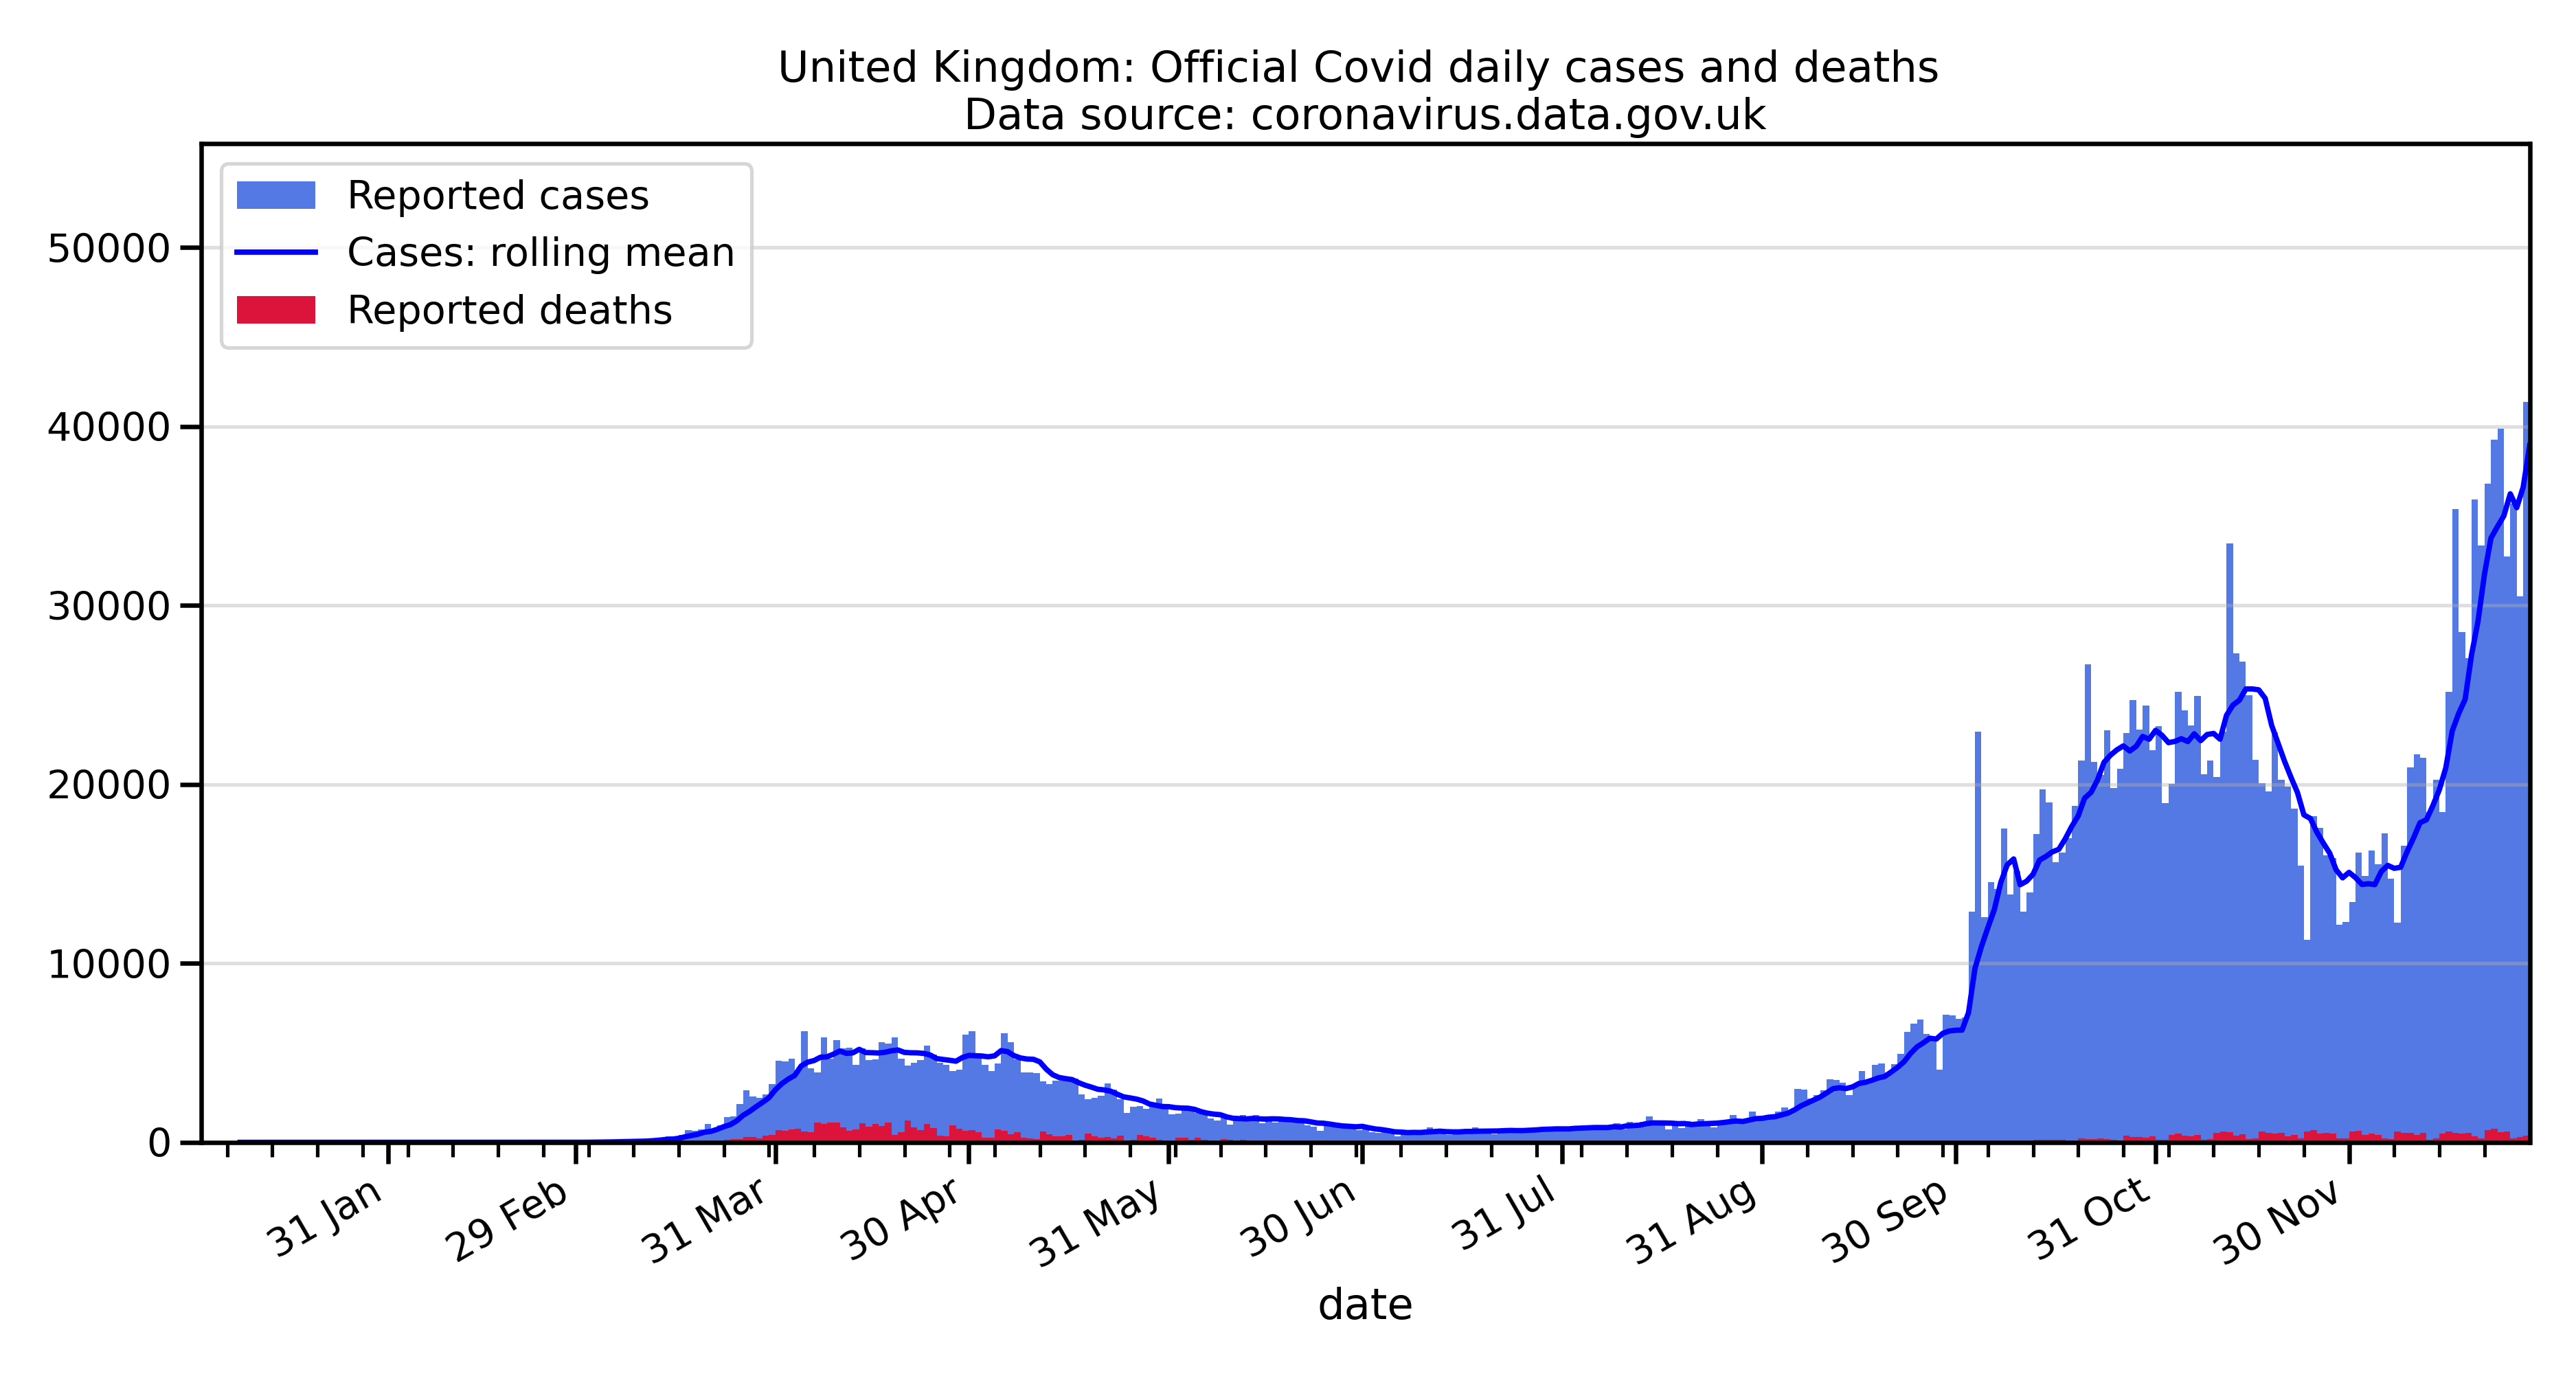 United Kingdom: Official Covid daily cases and deaths
Data source: coronavirus.data.gov.uk
Reported cases
Cases: rolling mean
Reported deaths
50000
40000
30000
20000
10000
0
31 Jan
29 Feb
31 Mar
30 Apr
31 May
30 Jun
31 Jul
31 Aug
30 Sep
31 Oct
30 Nov
date